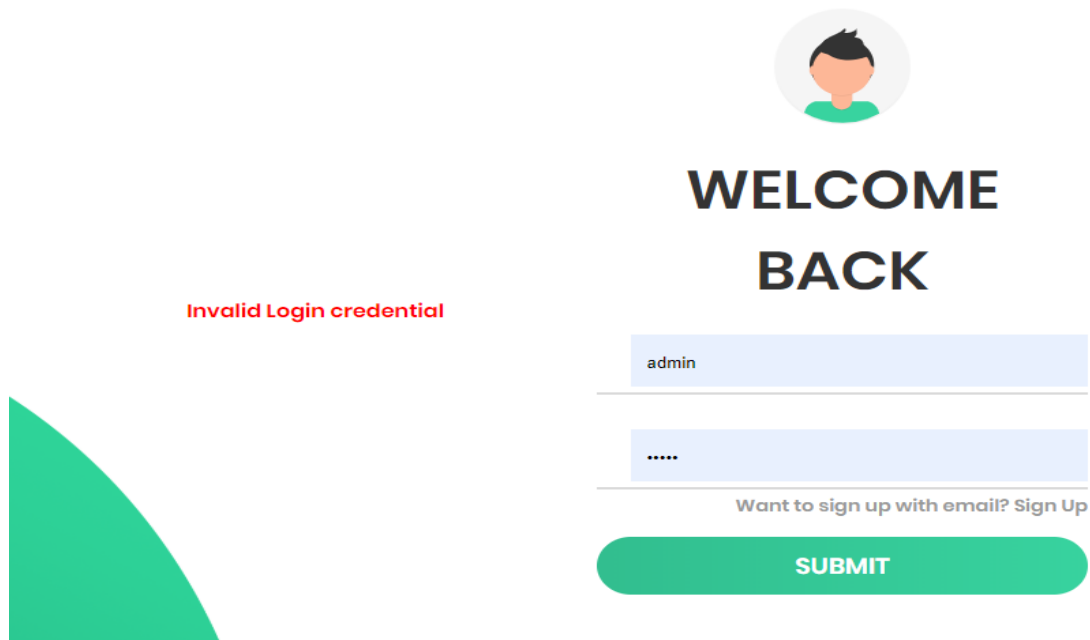 WELCOME
BACK
Invalid Login credential
admin
•••••
Want to sign up with email? Sign Up
SUBMIT